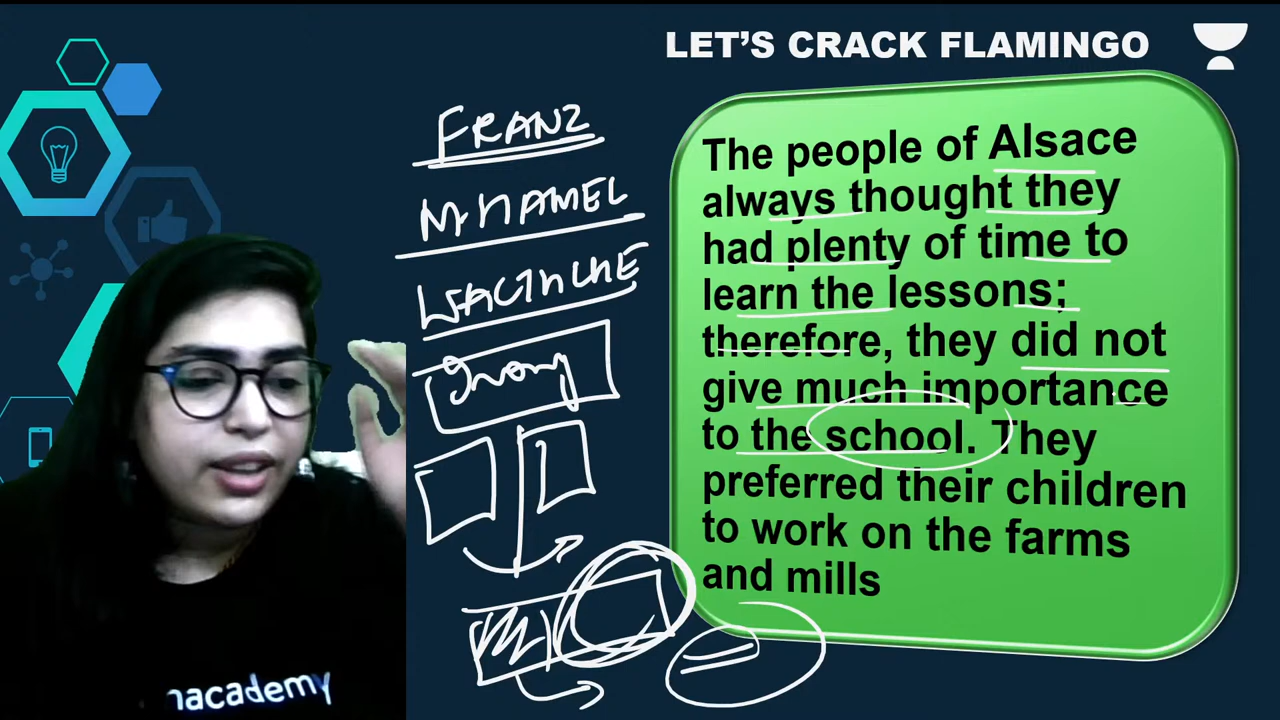 LET'S CRACK FLAMINGO
FRANZ
M. HAMEL
The people of Alsace
always thought they
had plenty of time to
learn the lessons;
therefore, they did not
give much importance
to the school. They
preferred their children
to work on the farms
and mills
nacademy